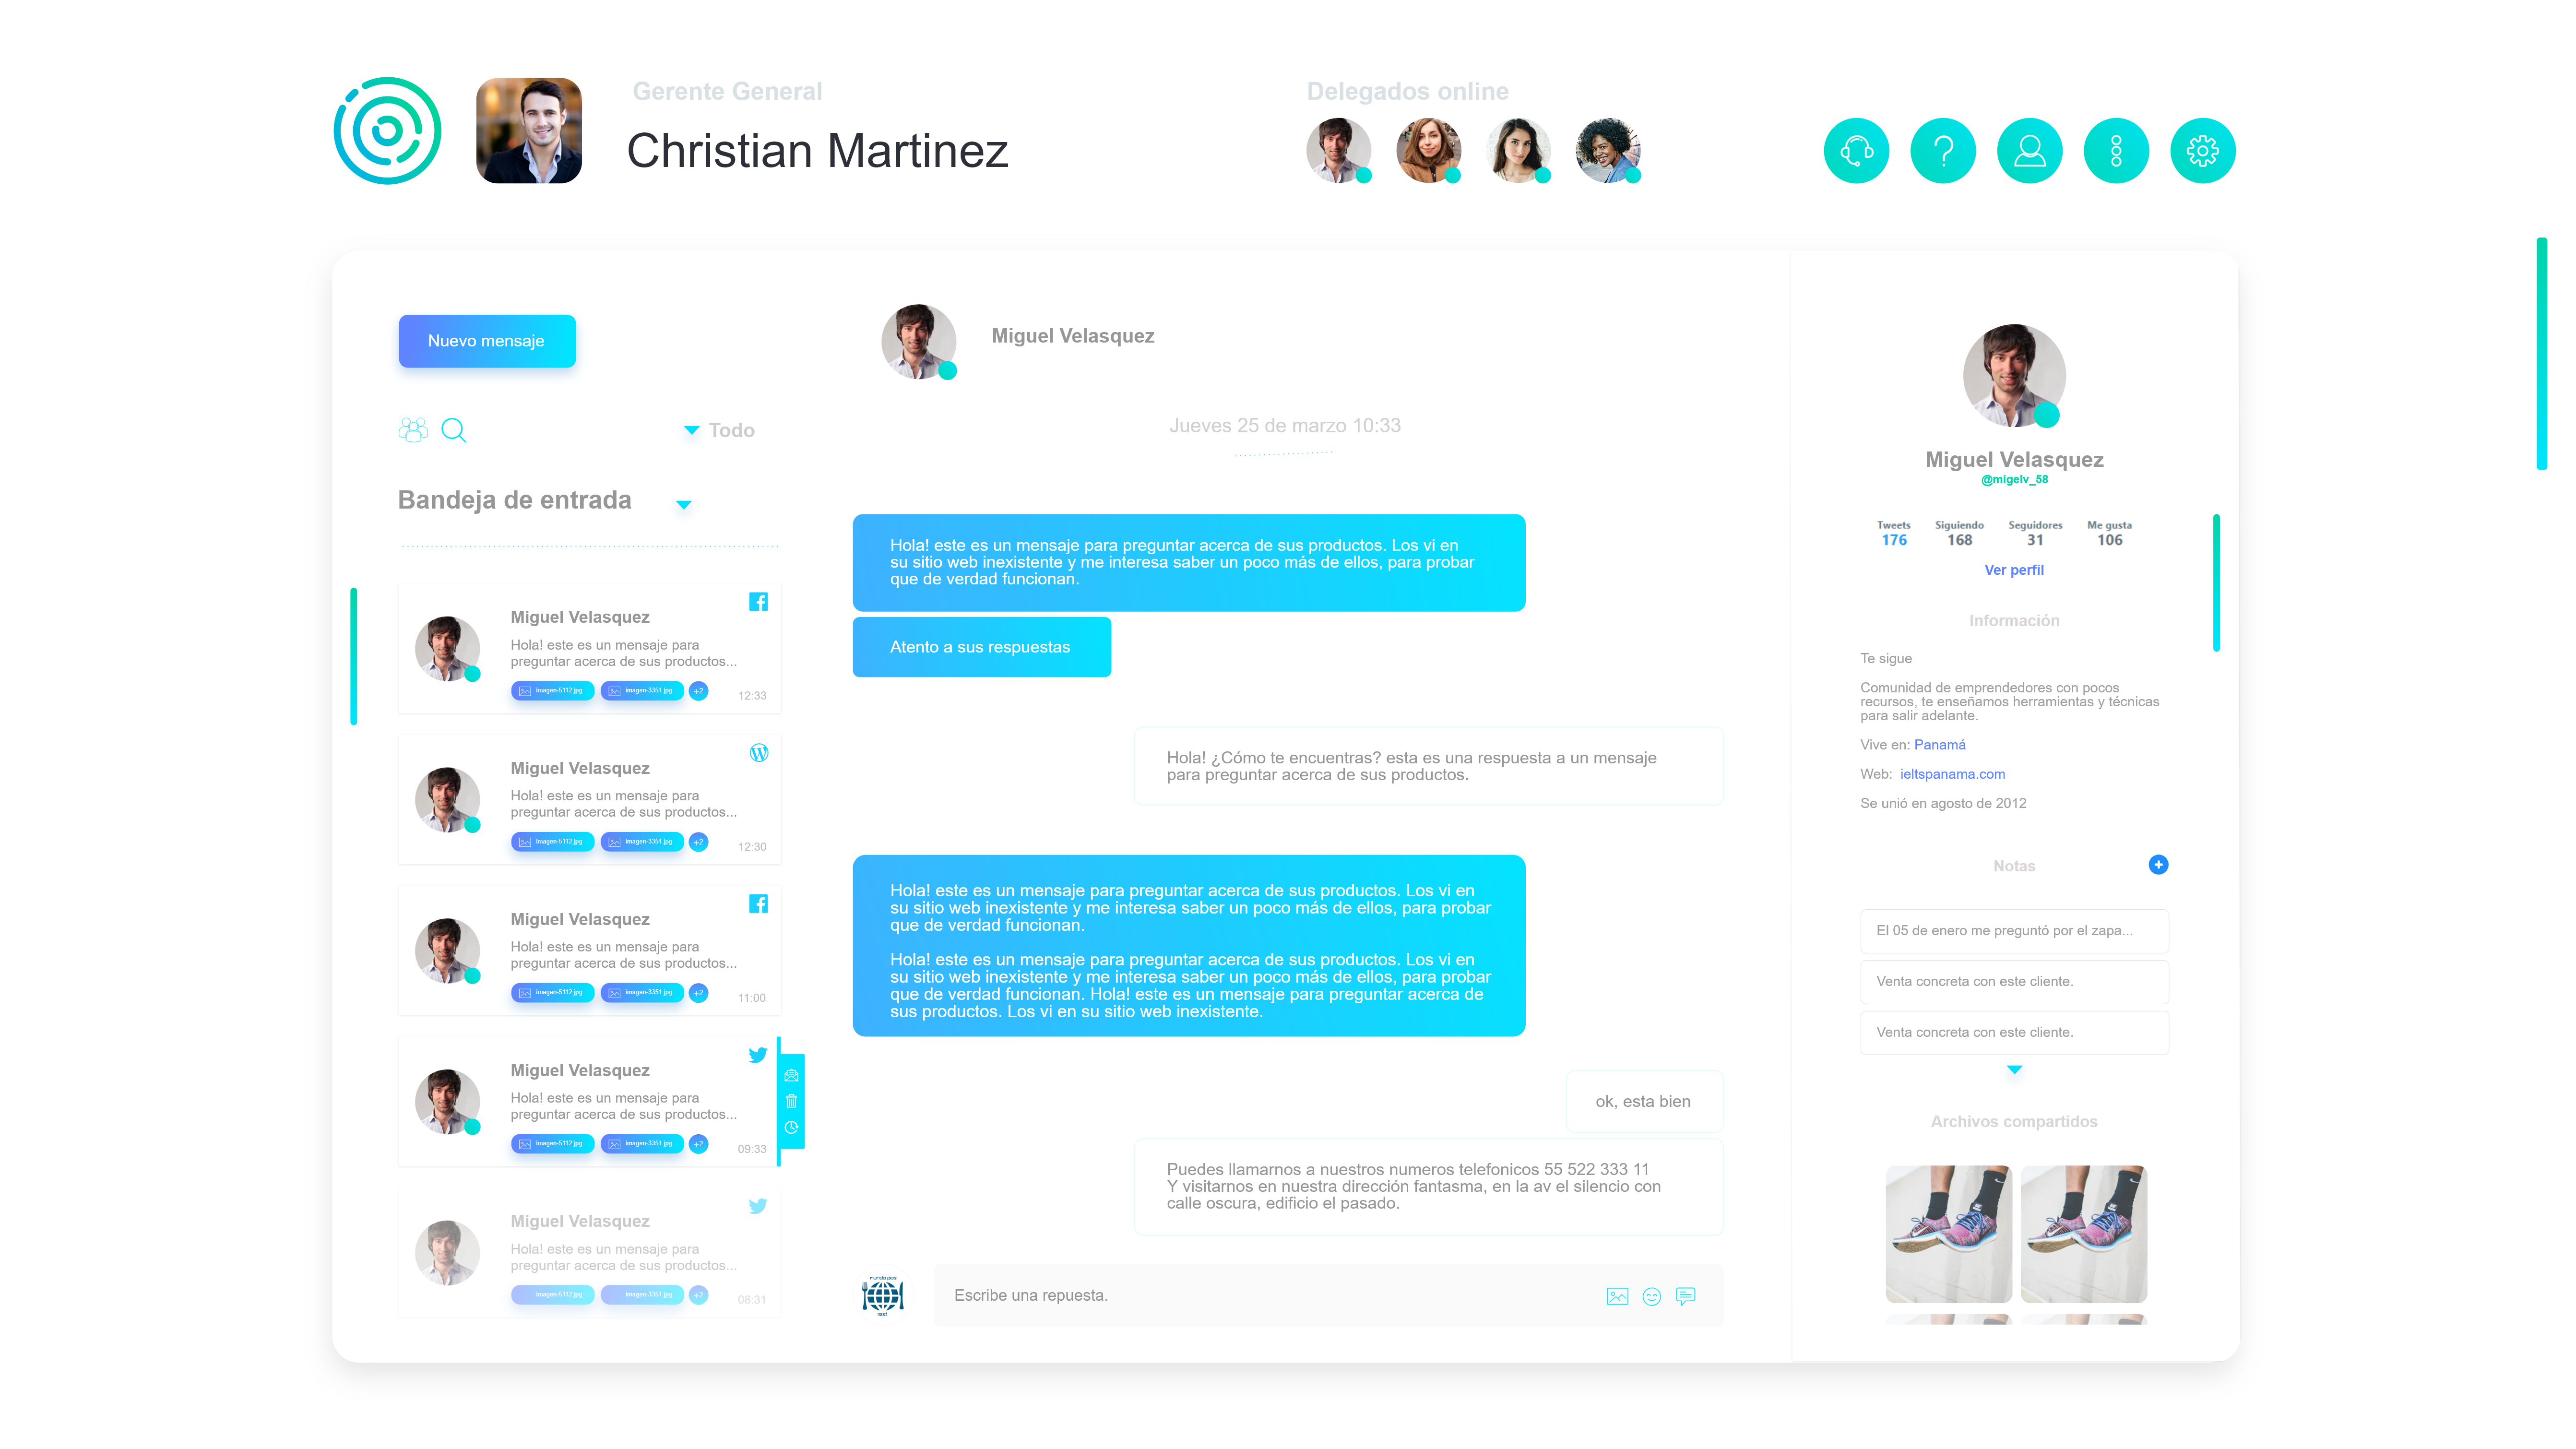 Gerente General
Christian Martinez
Delegados online
Nuevo mensaje
Todo
Bandeja de entrada
Miguel Velasquez
Hola! este es un mensaje para
preguntar acerca de sus productos...
imagen-5112.jpg
imagen-3351.jpg
+2
12:33
Miguel Velasquez
Hola! este es un mensaje para
preguntar acerca de sus productos...
imagen-5112.jpg
imagen-3351.jpg
+2
12:30
Miguel Velasquez
Hola! este es un mensaje para
preguntar acerca de sus productos...
imagen-5112.jpg
imagen-3351.jpg
+2
11:00
Miguel Velasquez
Hola! este es un mensaje para
preguntar acerca de sus productos...
imagen-5112.jpg
imagen-3351.jpg
+2
09:33
Miguel Velasquez
Hola! este es un mensaje para
preguntar acerca de sus productos...
imagen-5112.jpg
imagen-3351.jpg
+2
08:31
Miguel Velasquez
Jueves 25 de marzo 10:33
Hola! este es un mensaje para preguntar acerca de sus productos. Los vi en
su sitio web inexistente y me interesa saber un poco más de ellos, para probar
que de verdad funcionan.
Atento a sus respuestas
Hola! ¿Cómo te encuentras? esta es una respuesta a un mensaje
para preguntar acerca de sus productos.
Hola! este es un mensaje para preguntar acerca de sus productos. Los vi en
su sitio web inexistente y me interesa saber un poco más de ellos, para probar
que de verdad funcionan.
Hola! este es un mensaje para preguntar acerca de sus productos. Los vi en
su sitio web inexistente y me interesa saber un poco más de ellos, para probar
que de verdad funcionan. Hola! este es un mensaje para preguntar acerca de
sus productos. Los vi en su sitio web inexistente.
ok, esta bien
Puedes llamarnos a nuestros numeros telefonicos 55 522 333 11
Y visitarnos en nuestra dirección fantasma, en la av el silencio con
calle oscura, edificio el pasado.
mundo pos
REST
Escribe una repuesta.
Miguel Velasquez
@migelv_58
Tweets Siguiendo Seguidores Me gusta
176 168 31 106
Ver perfil
Información
Te sigue
Comunidad de emprendedores con pocos
recursos, te enseñamos herramientas y técnicas
para salir adelante.
Vive en: Panamá
Web: ieltspanama.com
Se unió en agosto de 2012
Notas
El 05 de enero me preguntó por el zapa...
Venta concreta con este cliente.
Venta concreta con este cliente.
Archivos compartidos